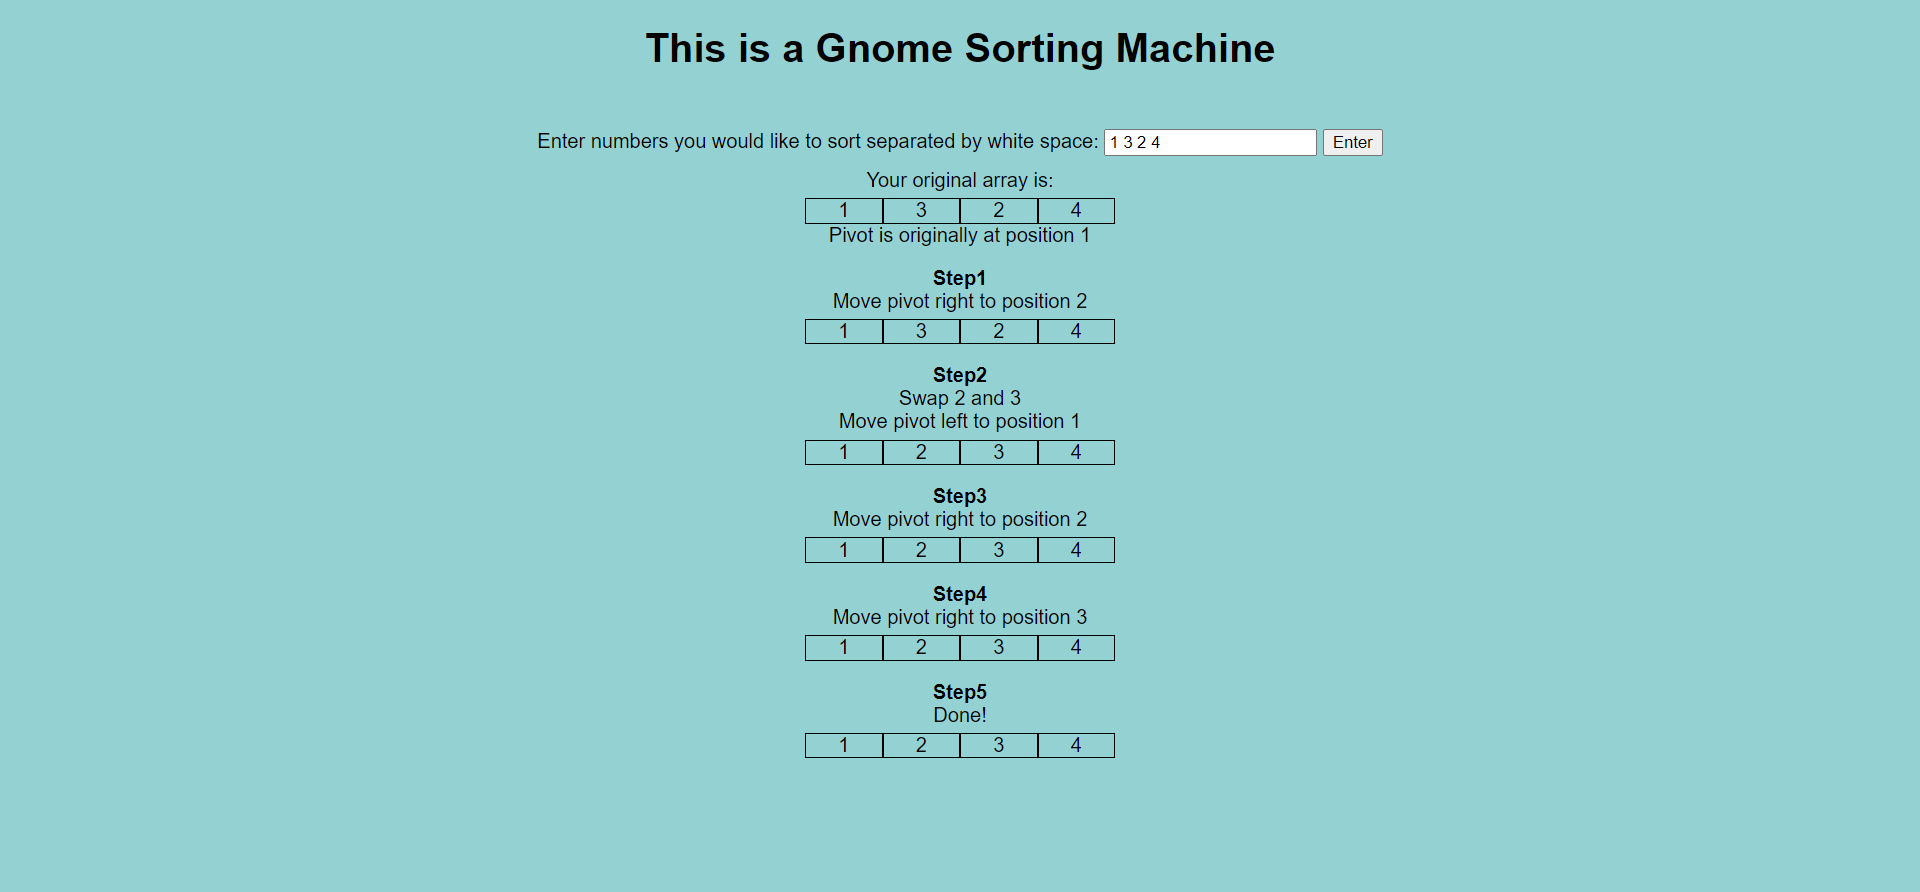 This is a Gnome Sorting Machine
Enter numbers you would like to sort separated by white space: 1 3 2 4 Enter
Your original array is:
1 3 2 4
Pivot is originally at position 1
Step1
Move pivot right to position 2
1 3 2 4
Step2
Swap 2 and 3
Move pivot left to position 1
1 2 3 4
Step3
Move pivot right to position 2
1 2 3 4
Step4
Move pivot right to position 3
1 2 3 4
Step5
Done!
1 2 3 4